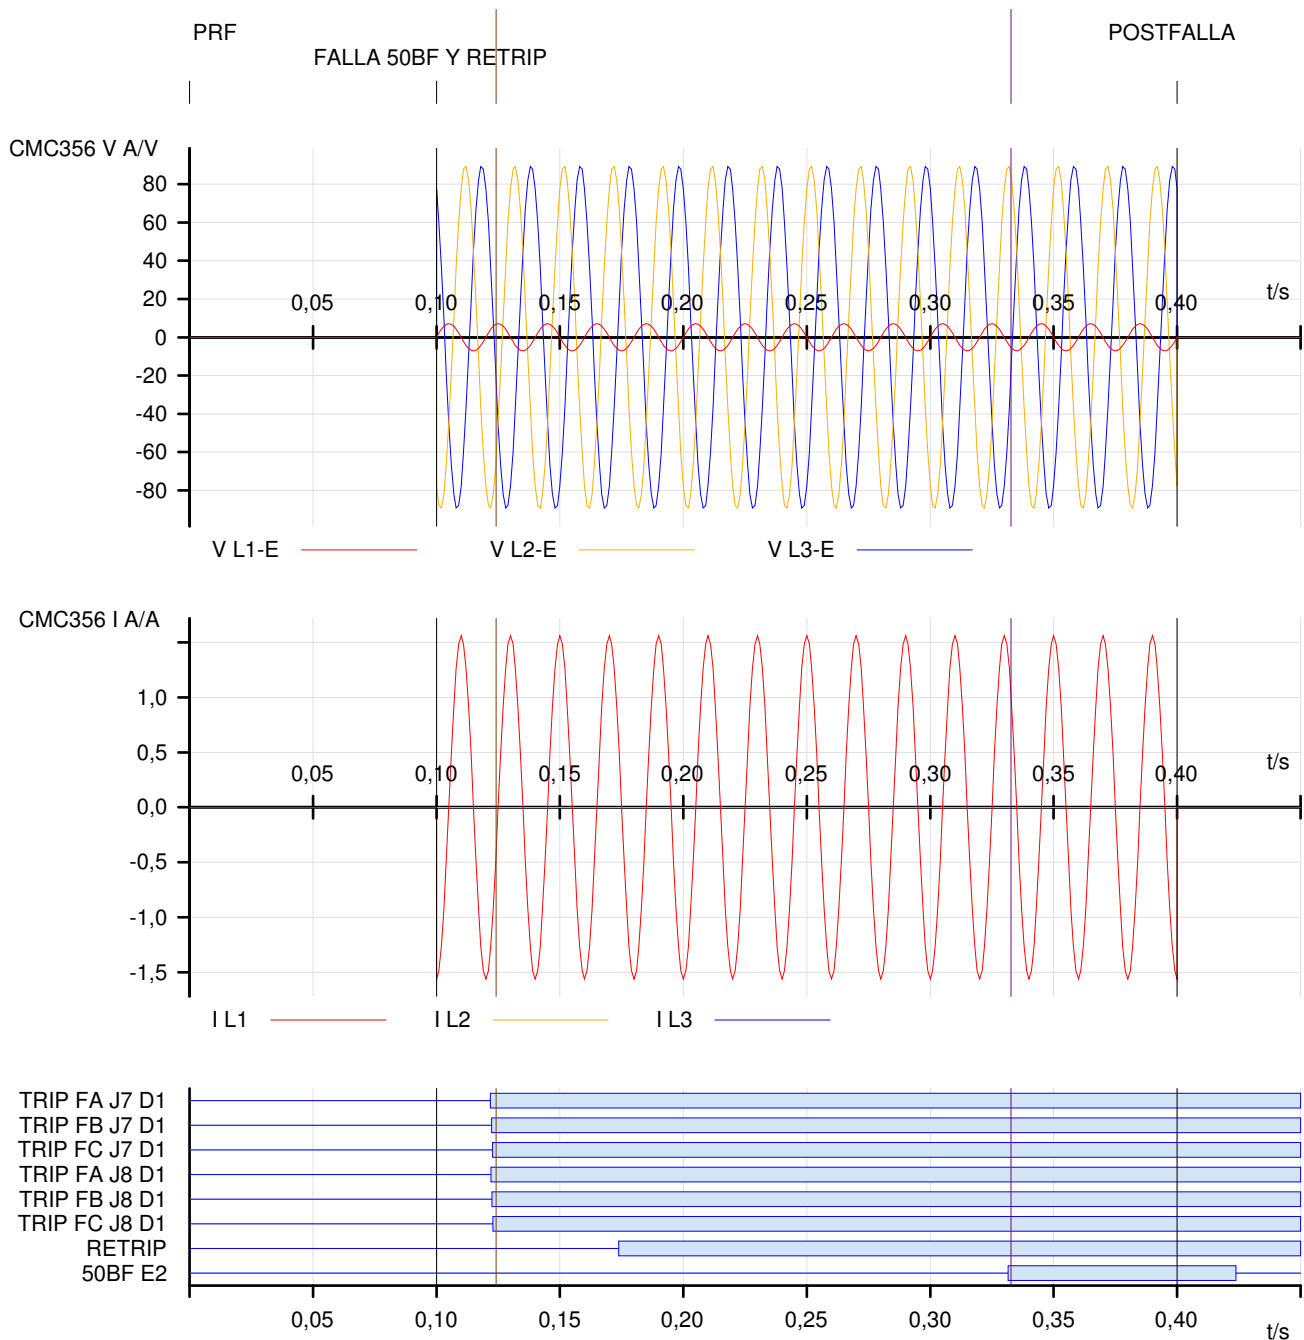 PRF
POSTFALLA
FALLA 50BF Y RETRIP
CMC356 V A/V
80
60
40
20
0,05 0,10 0,15 0,20 0,25 0,30 0,35 0,40 t/s
0
-20
-40
-60
-80
V L1-E V L2-E V L3-E
CMC356 I A/A
1,0
0,5
0,05 0,10 0,15 0,20 0,25 0,30 0,35 0,40 t/s
0,0
-0,5
-1,0
-1,5
I L1 I L2 I L3
TRIP FA J7 D1
TRIP FB J7 D1
TRIP FC J7 D1
TRIP FA J8 D1
TRIP FB J8 D1
TRIP FC J8 D1
RETRIP
50BF E2
0,05 0,10 0,15 0,20 0,25 0,30 0,35 0,40 t/s